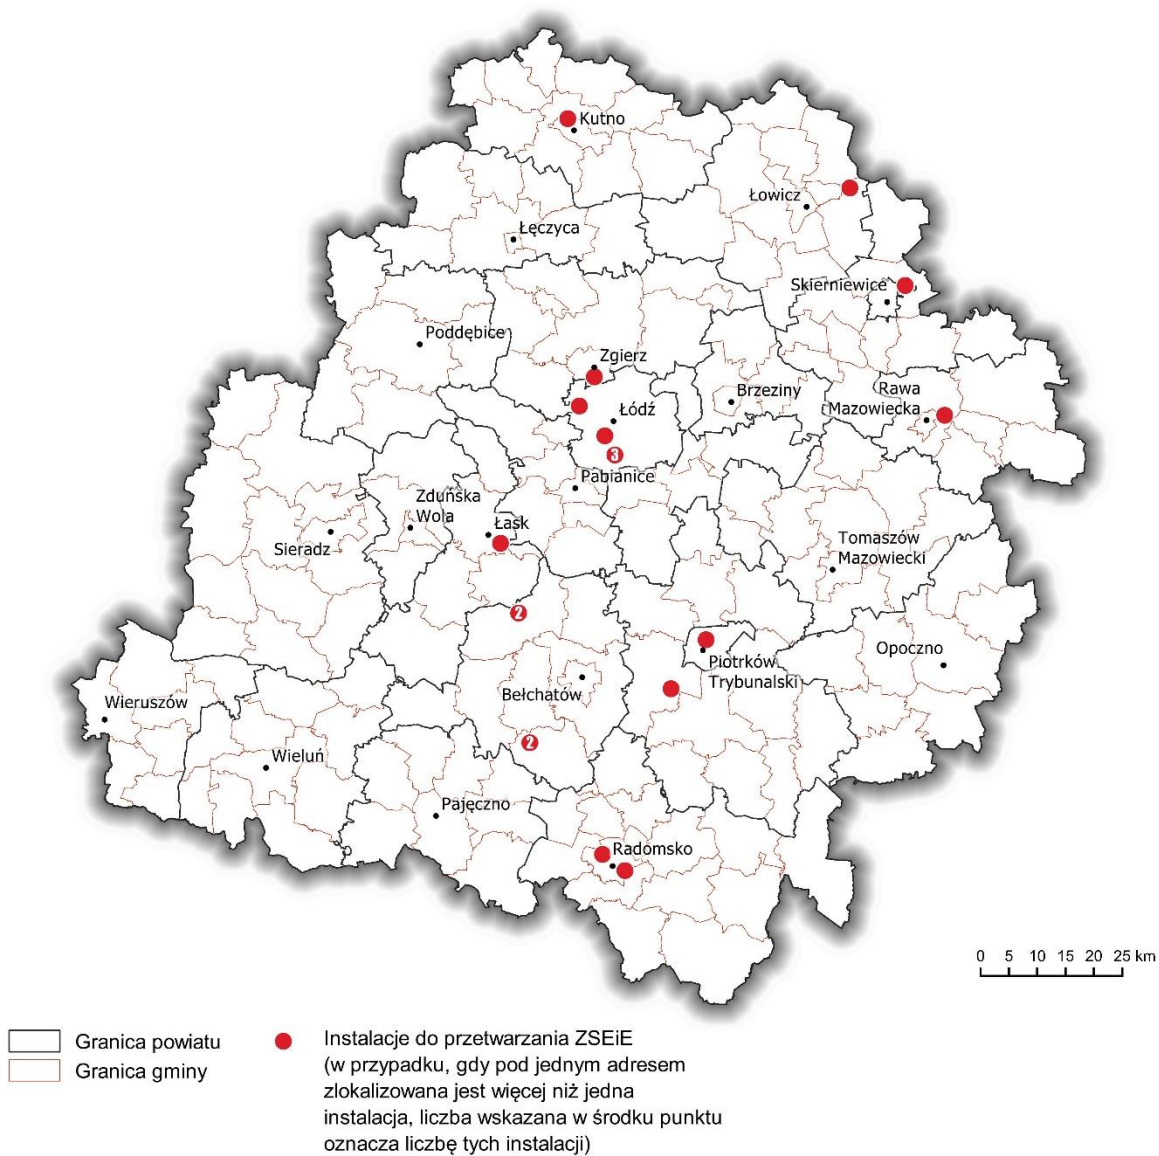 Kutno
Łowicz
Łęczyca
Skierniewice
Poddębice
Zgierz
Rawa
Mazowiecka
Brzeziny
Łódź
3
Pabianice
Zduńska
Wola
Łask
Sieradz
Tomaszów
Mazowiecki
2
Opoczno
Piotrków
Trybunalski
Bełchatów
Wieruszów
2
Wieluń
Pajęczno
Radomsko
0 5 10 15 20 25 km
Granica powiatu
Granica gminy
Instalacje do przetwarzania ZSEiE
(w przypadku, gdy pod jednym adresem
zlokalizowana jest więcej niż jedna
instalacja, liczba wskazana w środku punktu
oznacza liczbę tych instalacji)